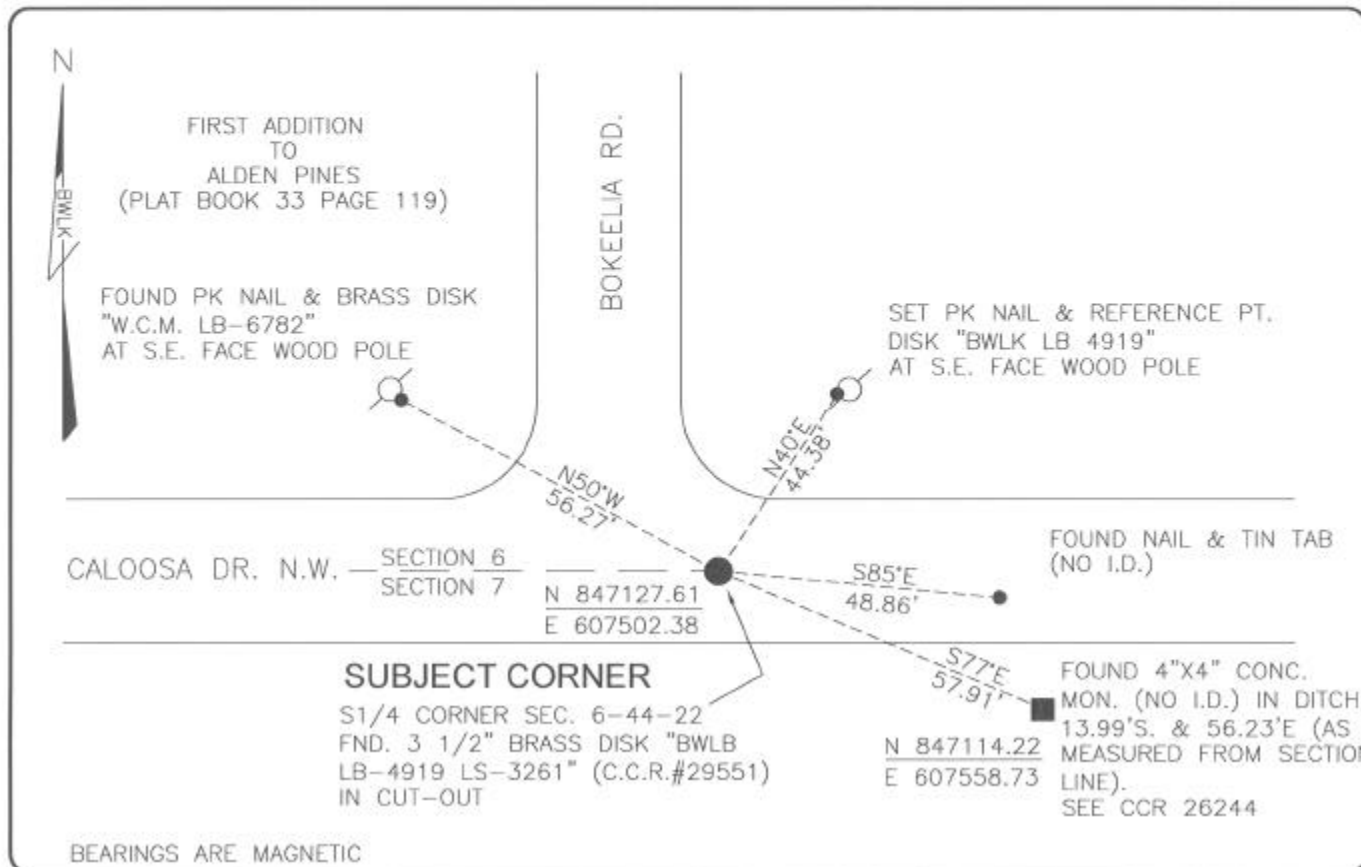 N
BWLK
FIRST ADDITION
TO
ALDEN PINES
(PLAT BOOK 33 PAGE 119)
BOKEELIA RD.
FOUND PK NAIL & BRASS DISK
"W.C.M. LB-6782"
AT S.E. FACE WOOD POLE
SET PK NAIL & REFERENCE PT.
DISK "BWLK LB 4919"
AT S.E. FACE WOOD POLE
N50°W
56.27'
N40°E
44.38'
CALOOSA DR. N.W.
SECTION 6
SECTION 7
N 847127.61
E 607502.38
S85°E
48.86'
FOUND NAIL & TIN TAB
(NO I.D.)
S77°E
57.91'
SUBJECT CORNER
S1/4 CORNER SEC. 6-44-22
FND. 3 1/2" BRASS DISK "BWLB
LB-4919 LS-3261" (C.C.R.#29551)
IN CUT-OUT
N 847114.22
E 607558.73
FOUND 4"X4" CONC.
MON. (NO I.D.) IN DITCH
13.99'S. & 56.23'E (AS
MEASURED FROM SECTION
LINE).
SEE CCR 26244
BEARINGS ARE MAGNETIC